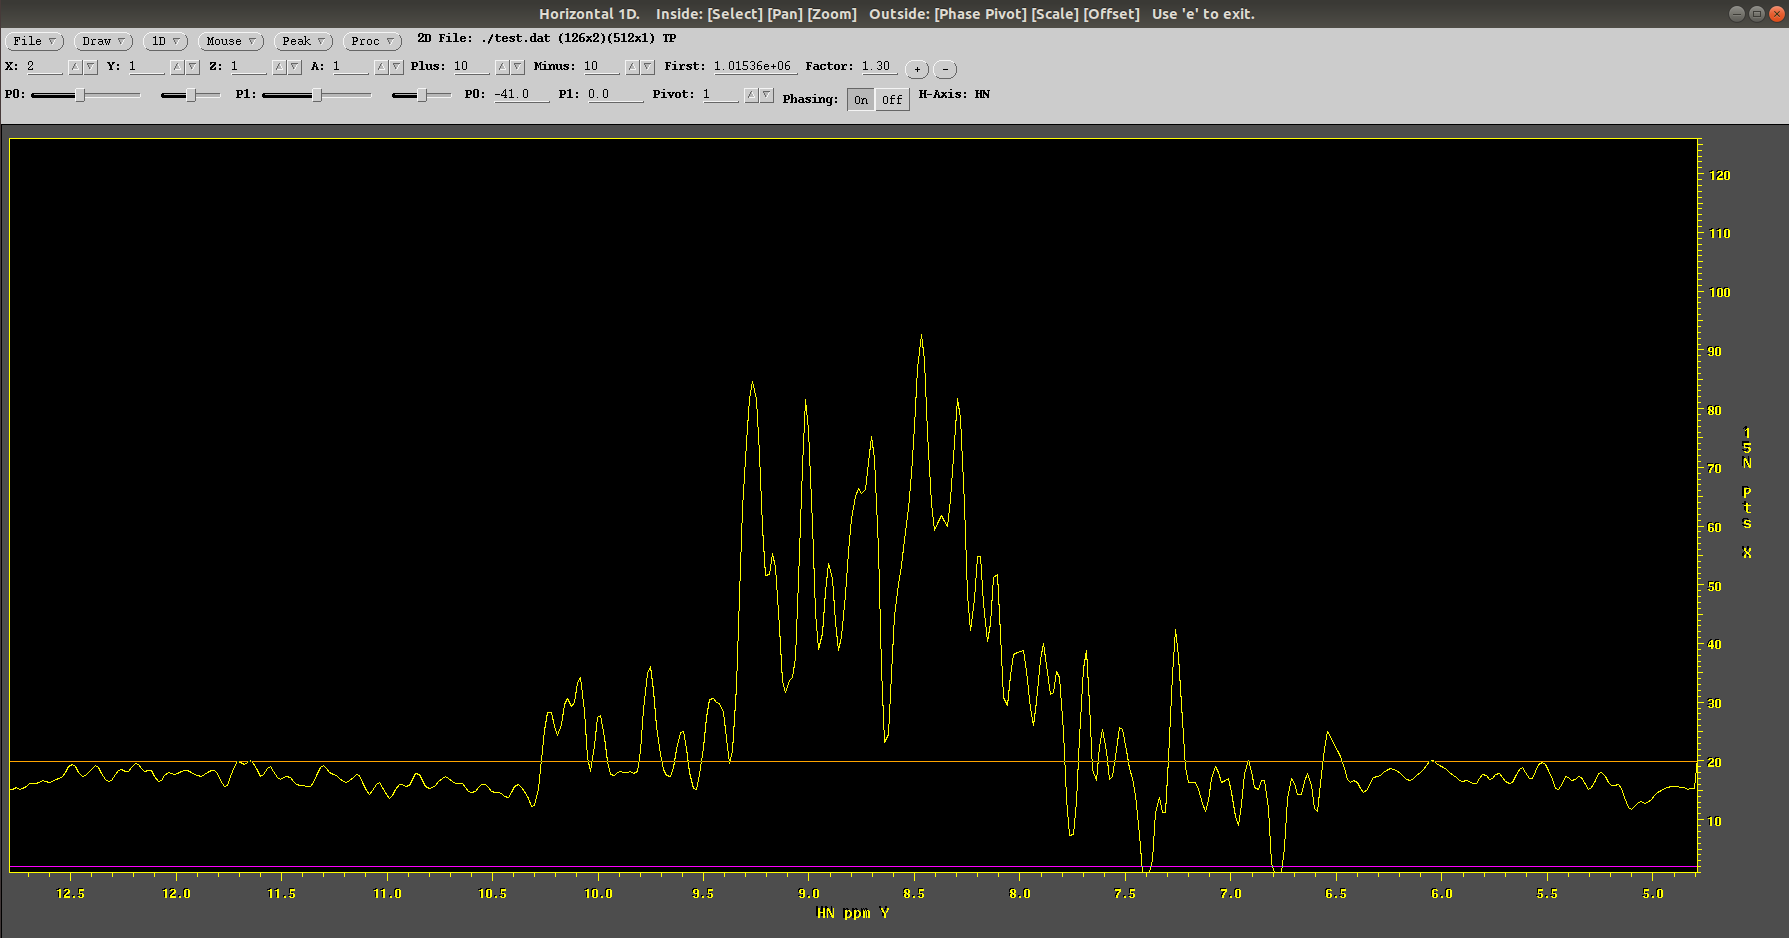 Horizontal 1D. Inside: [Select] [Pan] [Zoom] Outside: [Phase Pivot] [Scale] [Offset] Use 'e' to exit.
File Draw 1D Mouse Peak Proc 2D File: ./test.dat (126x2)(512x1) TP
X: 2 Y: 1 Z: 1 A: 1 Plus: 10 Minus: 10 First: 1.01536e+06 Factor: 1.30 + -
P0: P1: P0: -41.0 P1: 0.0 Pivot: 1 Phasing: On Off H-Axis: HN
120
110
100
90
80
70
60
50
40
30
20
10
15N Pts X
12.5 12.0 11.5 11.0 10.5 10.0 9.5 9.0 8.5 8.0 7.5 7.0 6.5 6.0 5.5 5.0
HN ppm Y